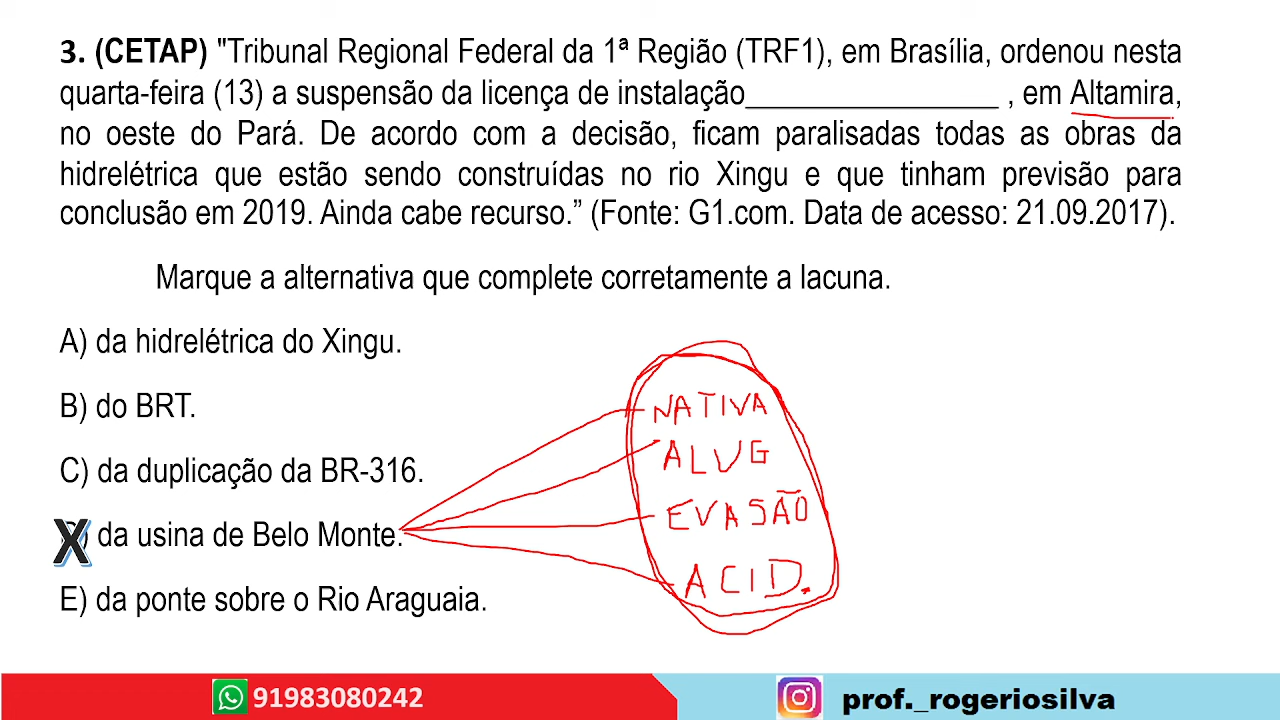 3. (CETAP) "Tribunal Regional Federal da 1ª Região (TRF1), em Brasília, ordenou nesta
quarta-feira (13) a suspensão da licença de instalação_________________ , em Altamira,
no oeste do Pará. De acordo com a decisão, ficam paralisadas todas as obras da
hidrelétrica que estão sendo construídas no rio Xingu e que tinham previsão para
conclusão em 2019. Ainda cabe recurso.” (Fonte: G1.com. Data de acesso: 21.09.2017).
Marque a alternativa que complete corretamente a lacuna.
A) da hidrelétrica do Xingu.
B) do BRT.
C) da duplicação da BR-316.
X) da usina de Belo Monte.
E) da ponte sobre o Rio Araguaia.
NATIVA
ALUG
EVASÃO
ACID.
91983080242
prof._rogeriosilva